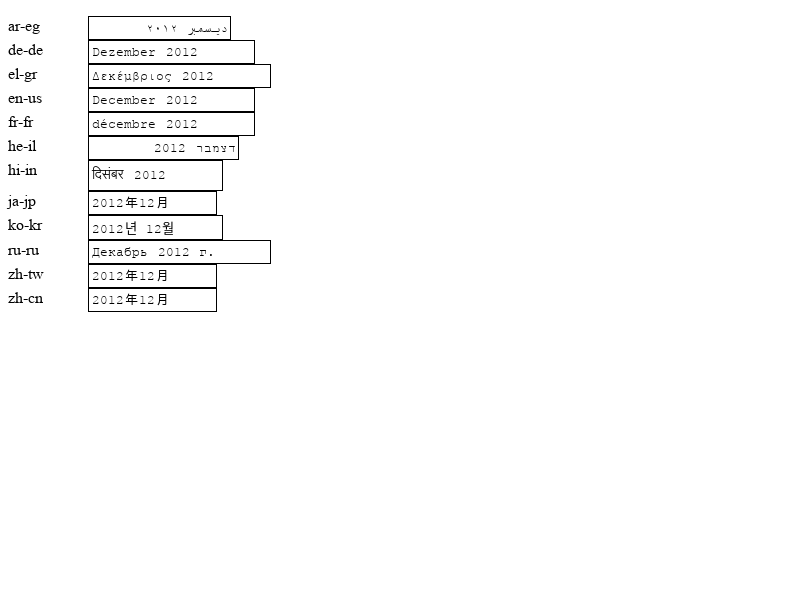 ar-eg ديسمبر ٢٠١٢
de-de Dezember 2012
el-gr Δεκέμβριος 2012
en-us December 2012
fr-fr décembre 2012
he-il דצמבר 2012
hi-in दिसंबर 2012
ja-jp 2012年12月
ko-kr 2012년 12월
ru-ru Декабрь 2012 г.
zh-tw 2012年12月
zh-cn 2012年12月